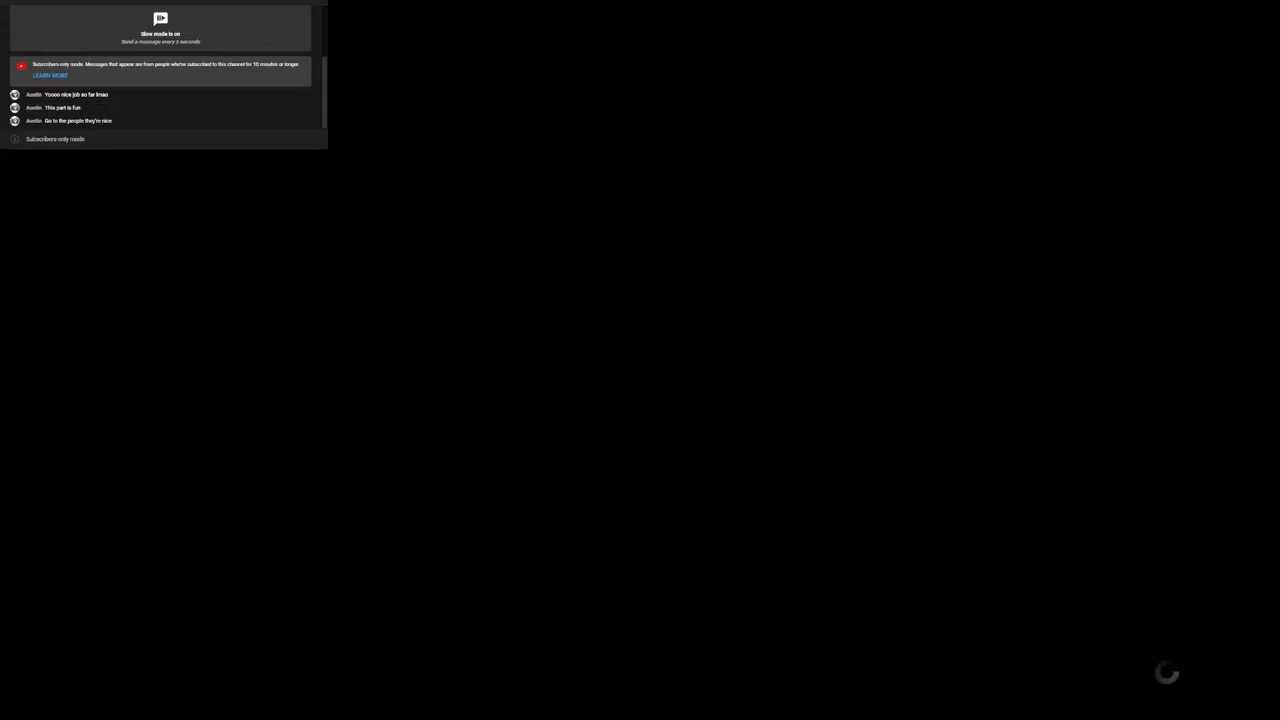 Slow mode is on
Send a message every 5 seconds
Subscribers-only mode. Messages that appear are from people who've subscribed to this channel for 10 minutes or longer.
LEARN MORE
Austin Yoooo nice job so far lmao
Austin This part is fun
Austin Go to the people they're nice
Subscribers-only mode